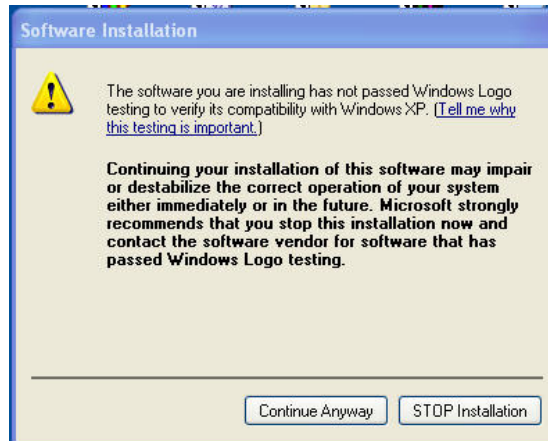 Software Installation
The software you are installing has not passed Windows Logo
testing to verify its compatibility with Windows XP. (Tell me why
this testing is important.)
Continuing your installation of this software may impair
or destabilize the correct operation of your system
either immediately or in the future. Microsoft strongly
recommends that you stop this installation now and
contact the software vendor for software that has
passed Windows Logo testing.
Continue Anyway
STOP Installation